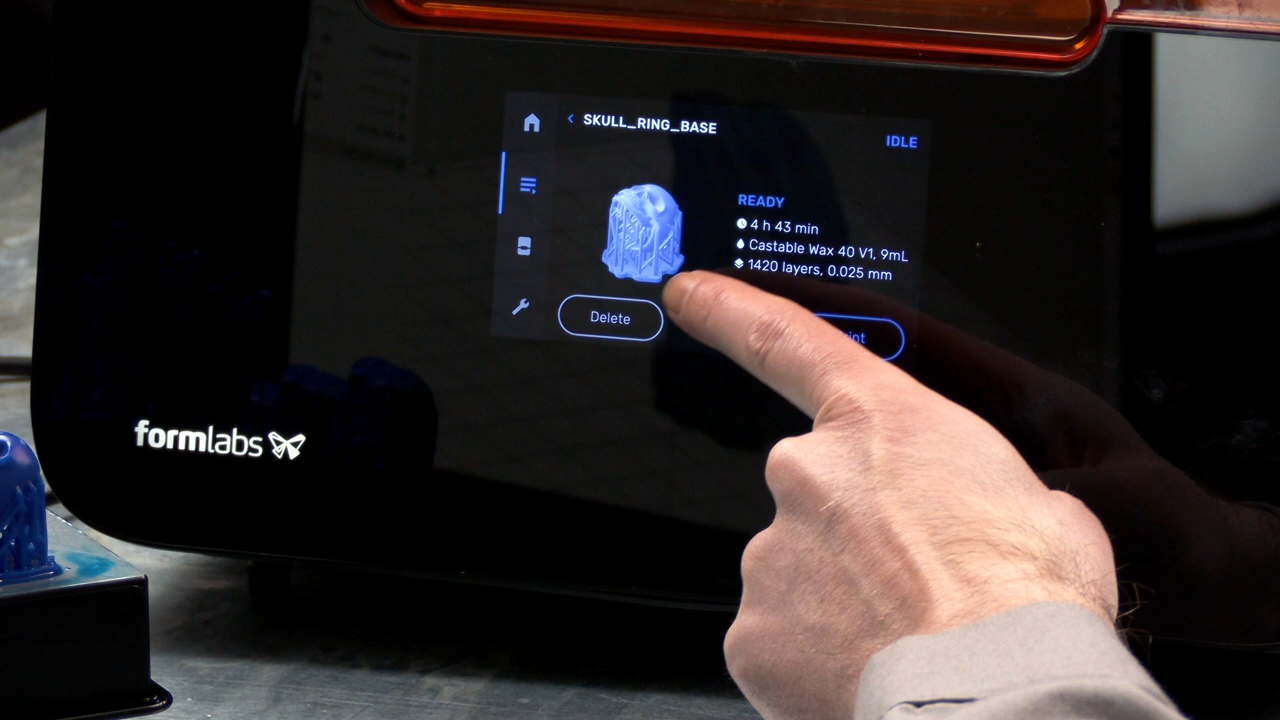 SKULL_RING_BASE
IDLE
READY
4 h 43 min
Castable Wax 40 V1, 9mL
1420 layers, 0.025 mm
Delete
formlabs